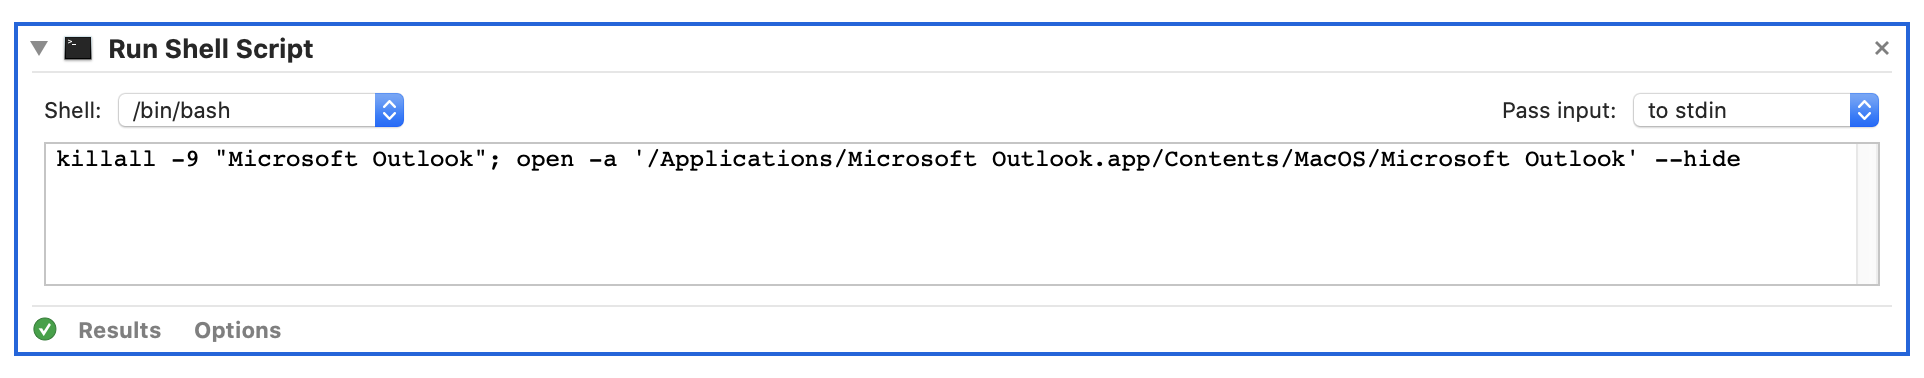 Run Shell Script
Shell: /bin/bash Pass input: to stdin
killall -9 "Microsoft Outlook"; open -a '/Applications/Microsoft Outlook.app/Contents/MacOS/Microsoft Outlook' --hide
Results Options